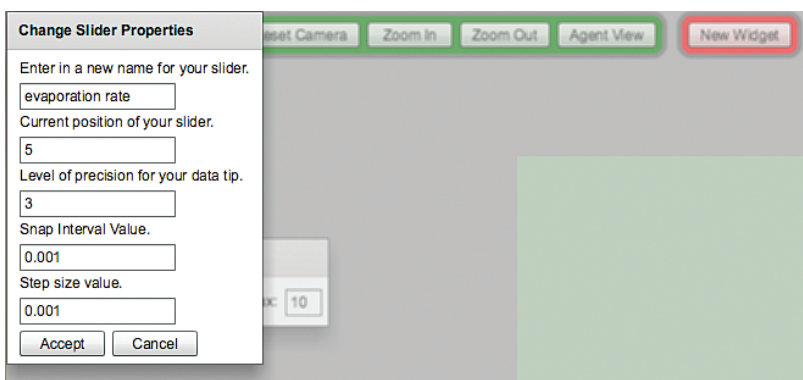 Change Slider Properties
Enter in a new name for your slider.
evaporation rate
Current position of your slider.
5
Level of precision for your data tip.
3
Snap Interval Value.
0.001
Step size value.
0.001
Accept Cancel
Camera Zoom In Zoom Out Agent View New Widget
10